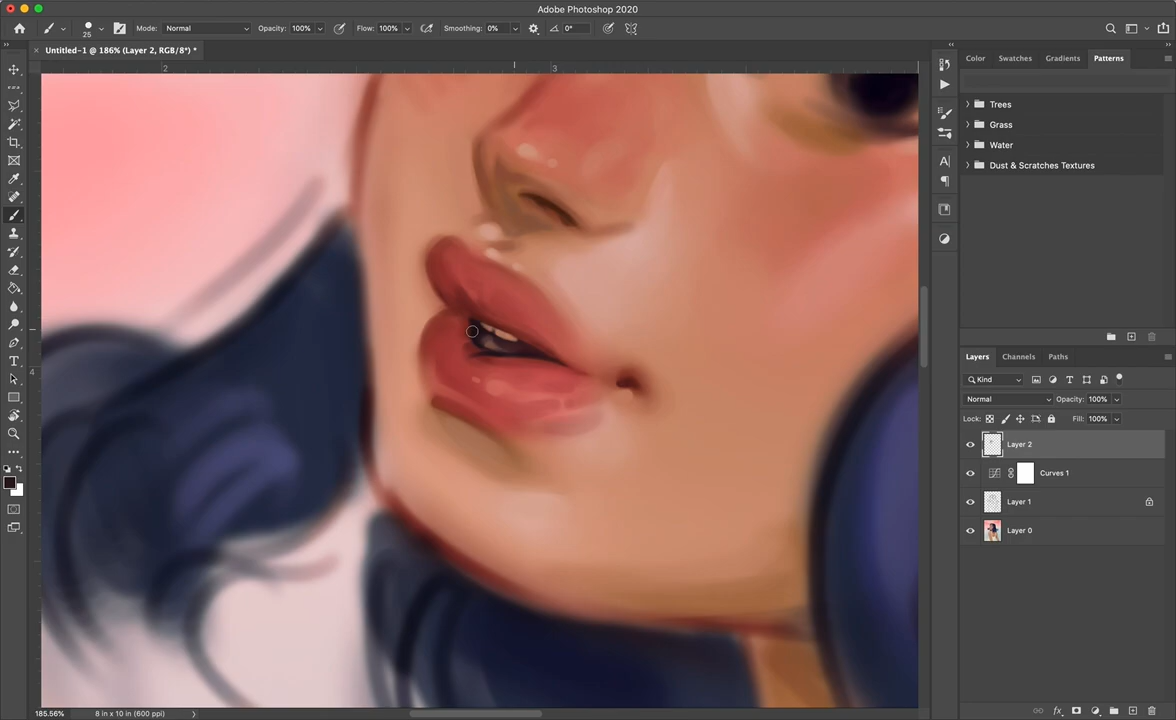 Adobe Photoshop 2020
25
Mode: Normal
Opacity: 100%
Flow: 100%
Smoothing: 0%
0°
Untitled-1 @ 186% (Layer 2, RGB/8*) *
2
3
4
Color
Swatches
Gradients
Patterns
Trees
Grass
Water
Dust & Scratches Textures
Layers
Channels
Paths
Kind
Normal
Opacity: 100%
Lock:
Fill: 100%
Layer 2
Curves 1
Layer 1
Layer 0
185.56%
8 in x 10 in (600 ppi)